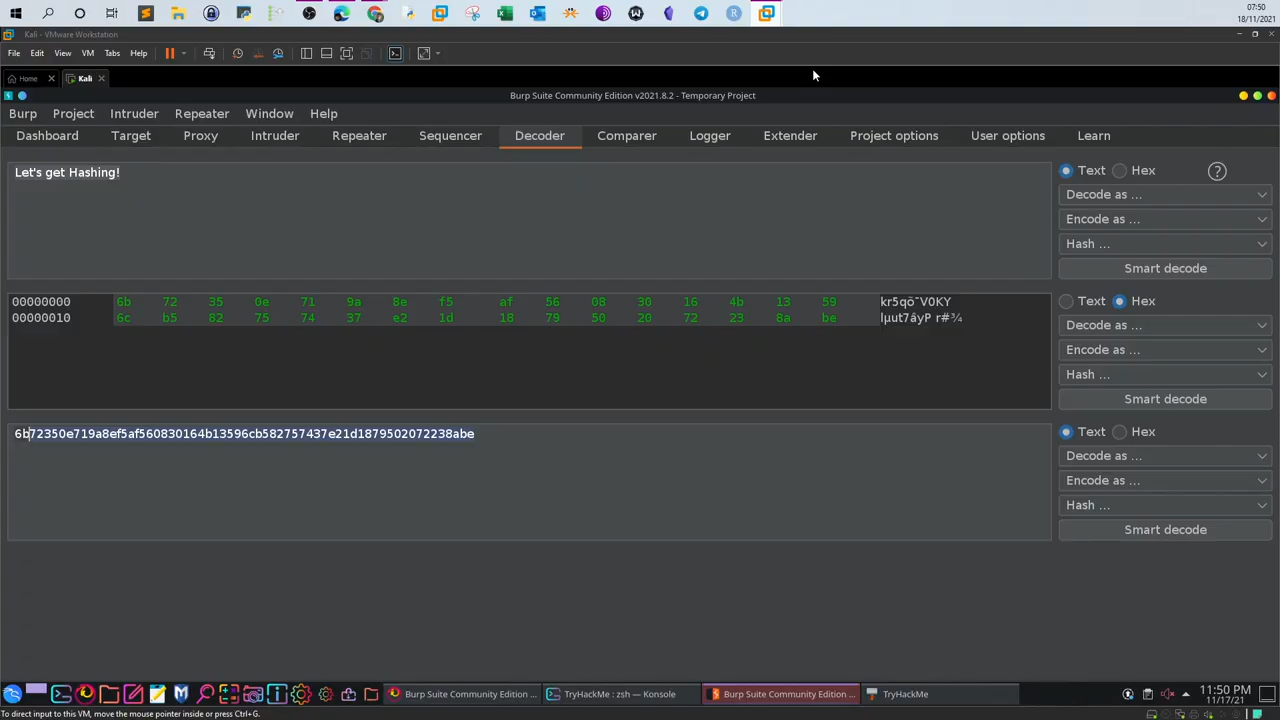 07:50
18/11/2021
Kali - VMware Workstation
File Edit View VM Tabs Help
Home Kali
Burp Suite Community Edition v2021.8.2 - Temporary Project
Burp Project Intruder Repeater Window Help
Dashboard Target Proxy Intruder Repeater Sequencer Decoder Comparer Logger Extender Project options User options Learn
Let's get Hashing!
Text Hex ?
Decode as ...
Encode as ...
Hash ...
Smart decode
00000000 6b 72 35 0e 71 9a 8e f5 af 56 08 30 16 4b 13 59 kr5qõ¯V0KY
00000010 6c b5 82 75 74 37 e2 1d 18 79 50 20 72 23 8a be lµut7âyP r#¾
Text Hex
Decode as ...
Encode as ...
Hash ...
Smart decode
6b72350e719a8ef5af560830164b13596cb582757437e21d1879502072238abe
Text Hex
Decode as ...
Encode as ...
Hash ...
Smart decode
Burp Suite Community Edition ... TryHackMe : zsh — Konsole Burp Suite Community Edition ... TryHackMe
11:50 PM
11/17/21
To direct input to this VM, move the mouse pointer inside or press Ctrl+G.